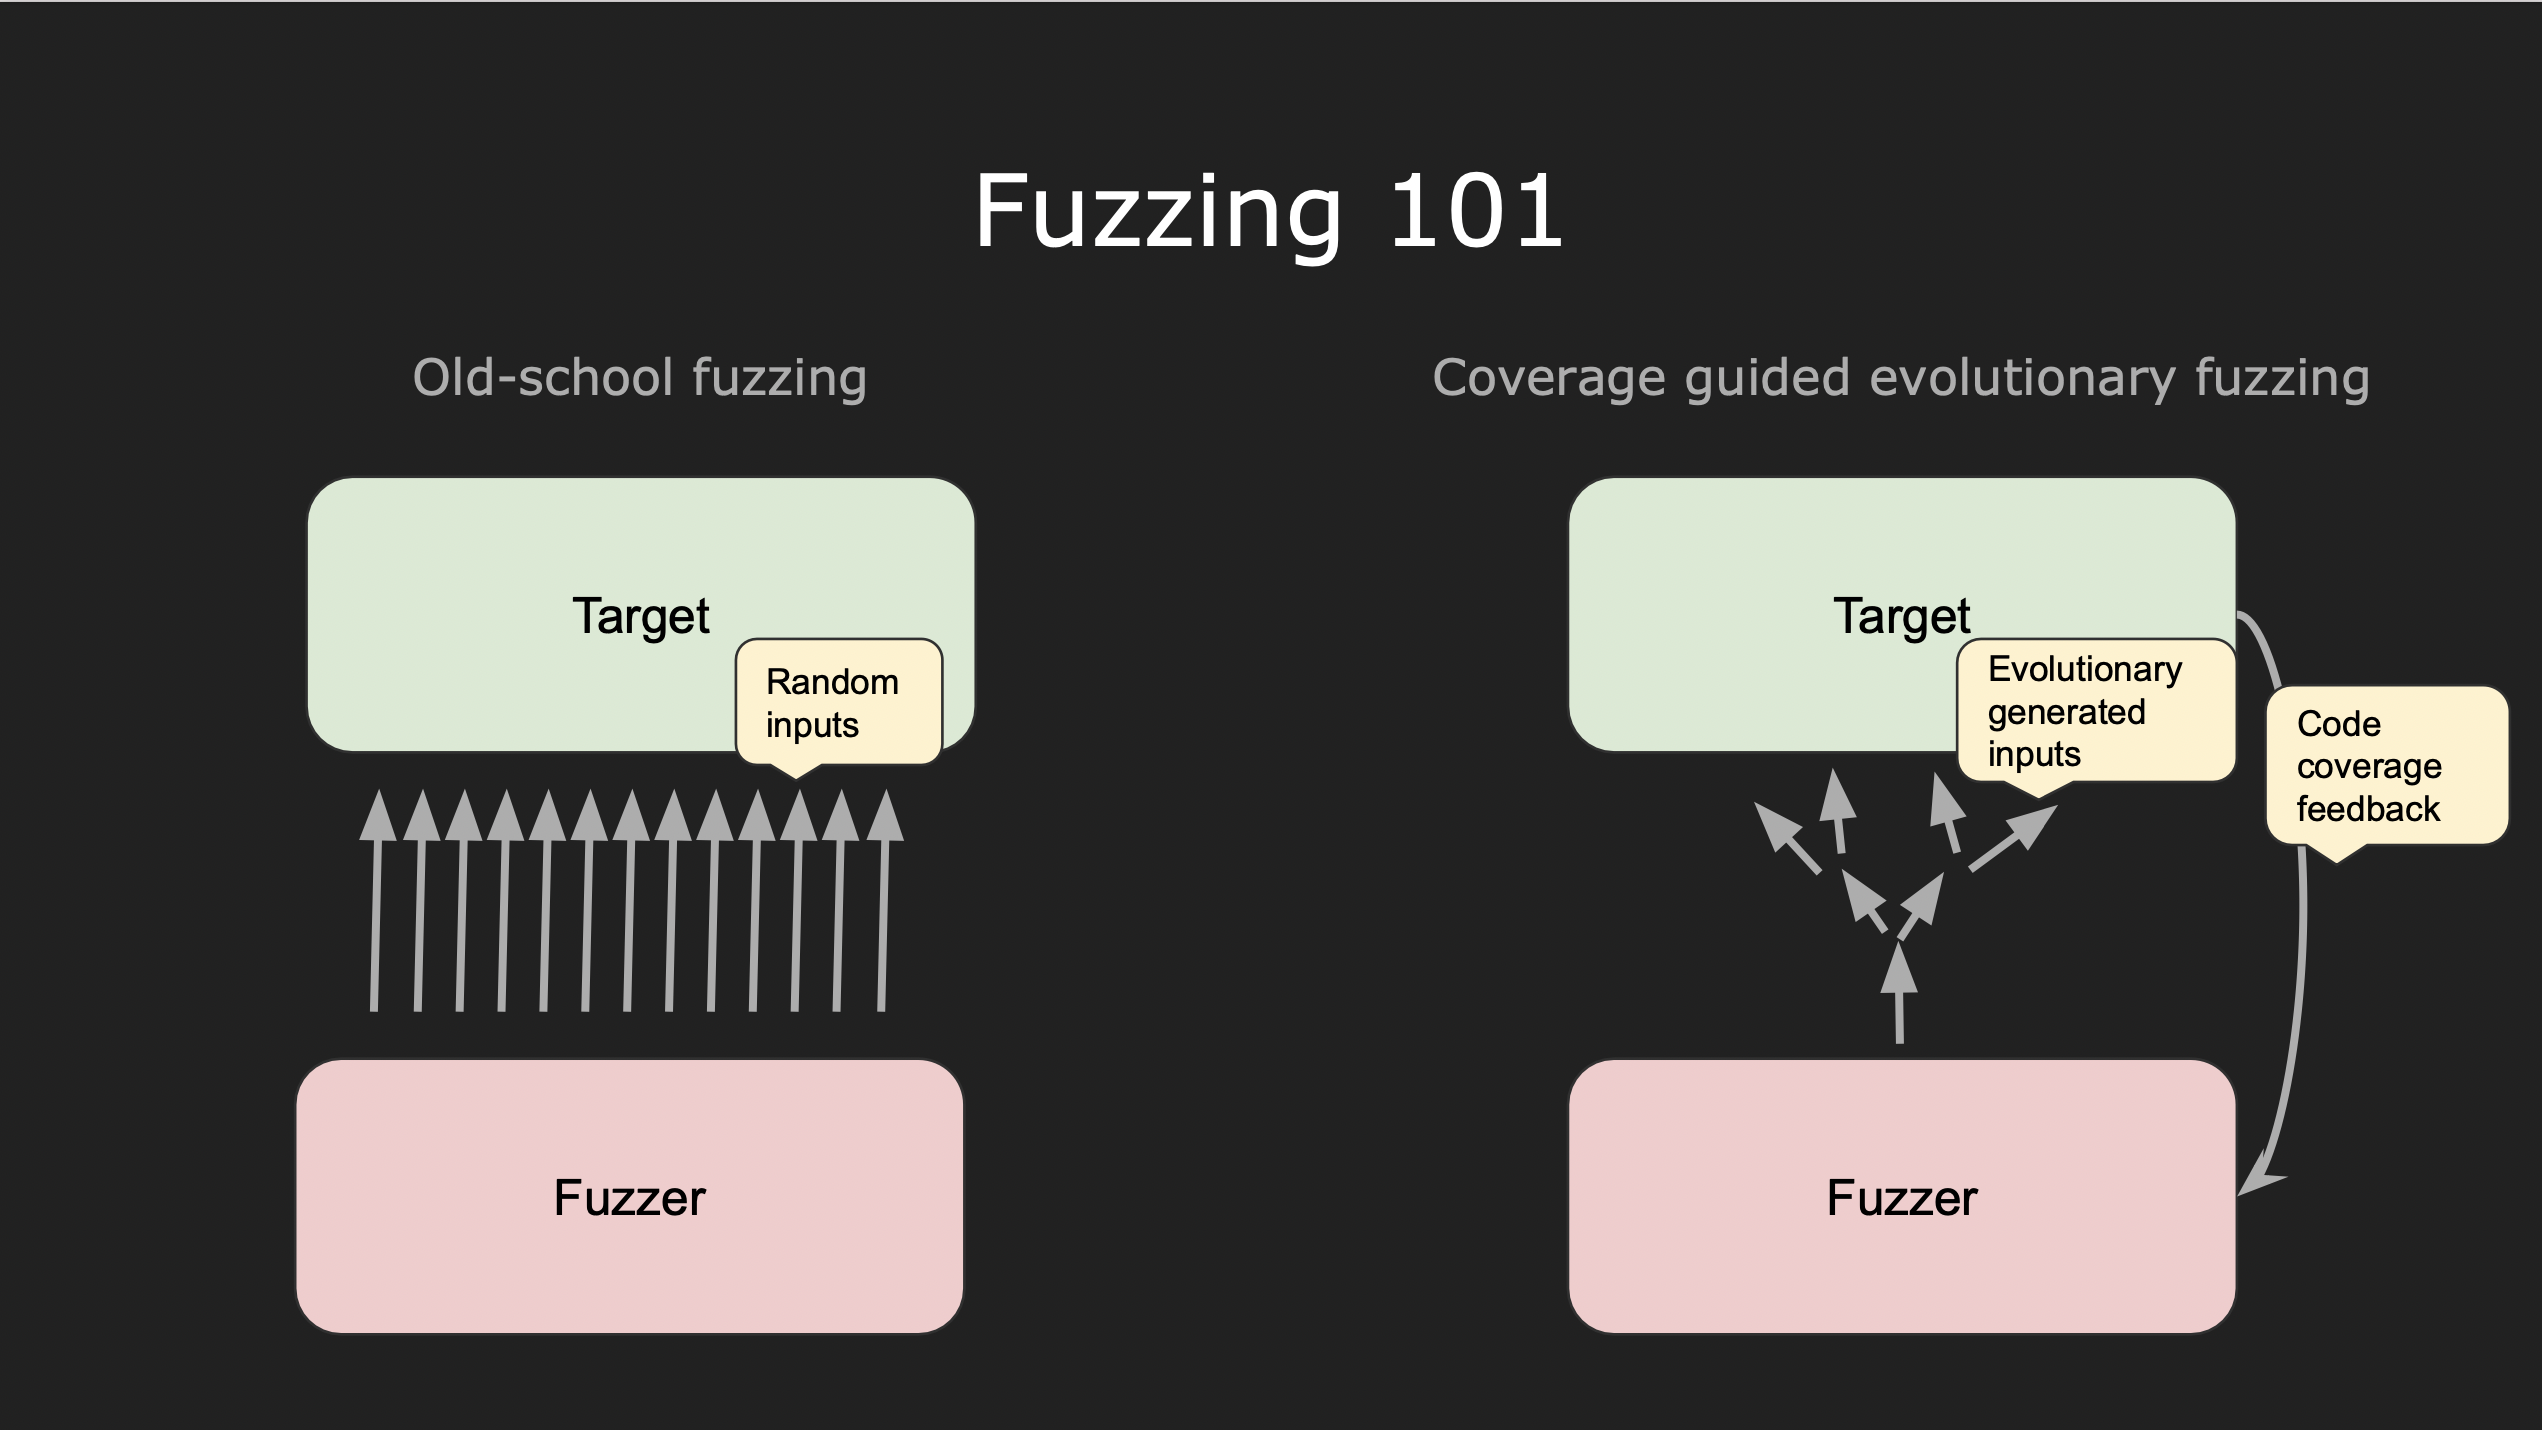 Fuzzing 101
Old-school fuzzing
Target
Random
inputs
Fuzzer
Coverage guided evolutionary fuzzing
Target
Evolutionary
generated
inputs
Code
coverage
feedback
Fuzzer